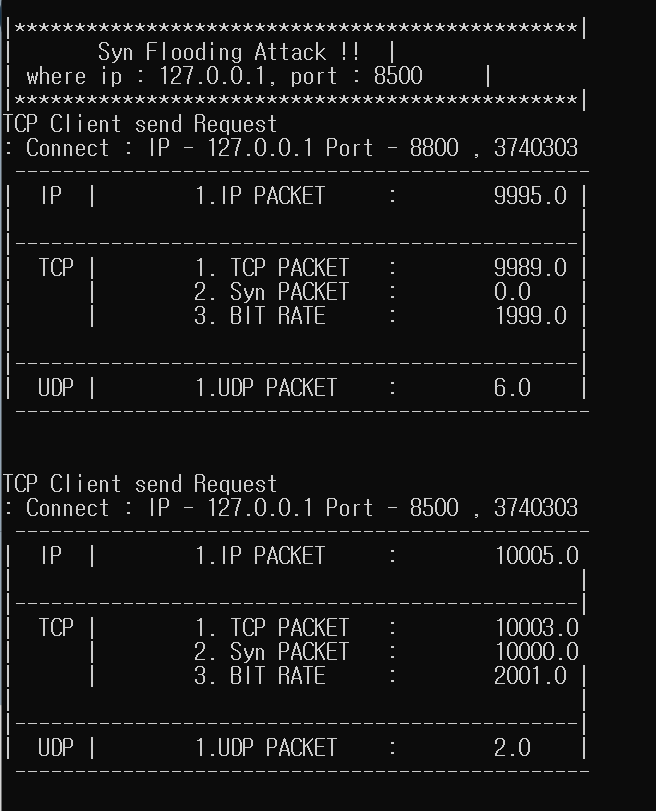 |***********************************************|
|       Syn Flooding Attack !!  |
| where ip : 127.0.0.1, port : 8500     |
|***********************************************|
TCP Client send Request
: Connect : IP - 127.0.0.1 Port - 8800 , 3740303
------------------------------------------------
|  IP  |        1.IP PACKET     :        9995.0 |
|                                               |
|-----------------------------------------------|
|  TCP |        1. TCP PACKET   :        9989.0 |
|      |        2. Syn PACKET   :        0.0    |
|      |        3. BIT RATE     :        1999.0 |
|                                               |
|-----------------------------------------------|
|  UDP |        1.UDP PACKET    :        6.0    |
------------------------------------------------
TCP Client send Request
: Connect : IP - 127.0.0.1 Port - 8500 , 3740303
------------------------------------------------
|  IP  |        1.IP PACKET     :        10005.0
|                                               |
|-----------------------------------------------|
|  TCP |        1. TCP PACKET   :        10003.0
|      |        2. Syn PACKET   :        10000.0
|      |        3. BIT RATE     :        2001.0 |
|                                               |
|-----------------------------------------------|
|  UDP |        1.UDP PACKET    :        2.0    |
------------------------------------------------